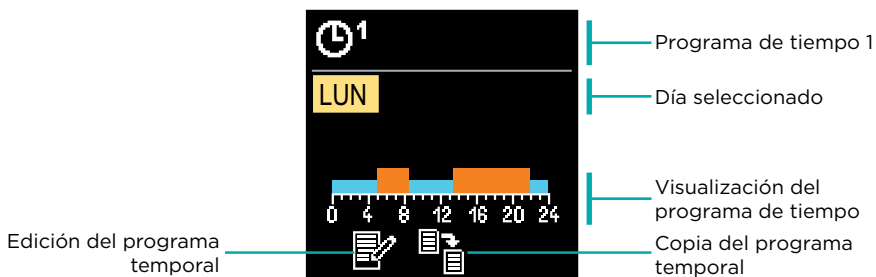 1
Programa de tiempo 1
LUN
Día seleccionado
Visualización del
programa de tiempo
0 4 8 12 16 20 24
Edición del programa
temporal
Copia del programa
temporal